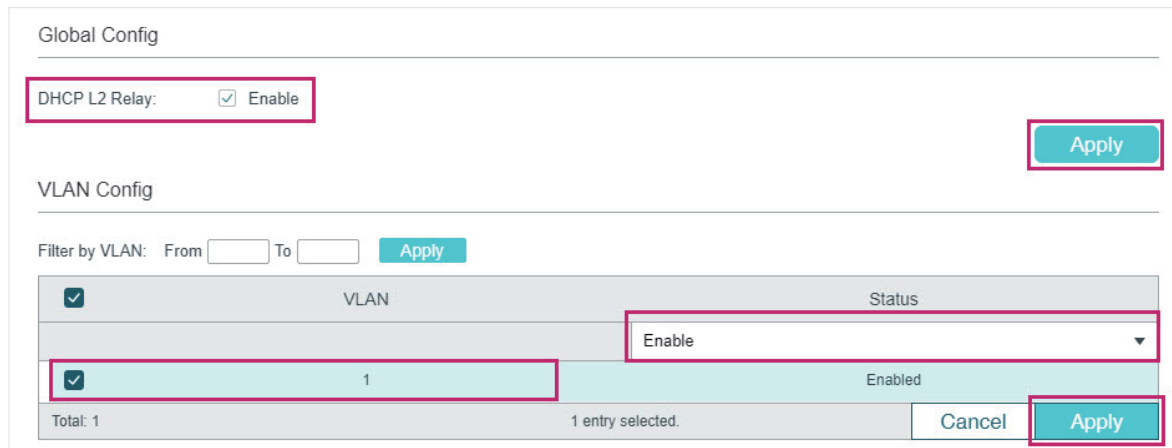 Global Config
DHCP L2 Relay: Enable
Apply
VLAN Config
Filter by VLAN: From To Apply
VLAN Status
Enable
1 Enabled
Total: 1 1 entry selected. Cancel Apply